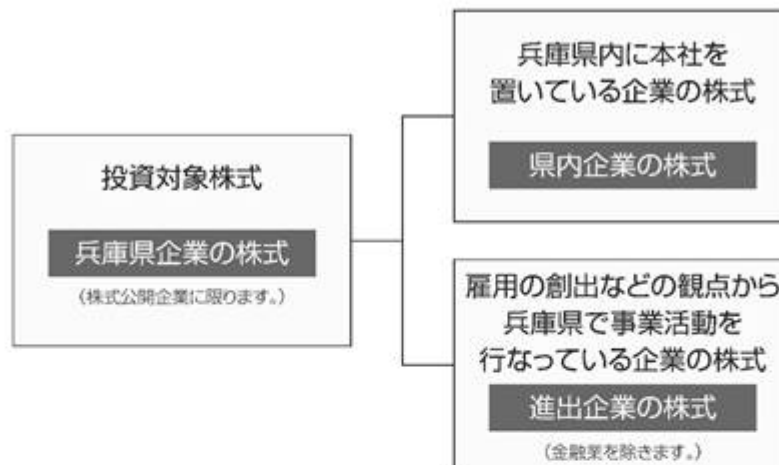 投資対象株式
兵庫県企業の株式
(株式公開企業に限ります。)
兵庫県内に本社を
置いている企業の株式
県内企業の株式
雇用の創出などの観点から
兵庫県で事業活動を
行なっている企業の株式
進出企業の株式
(金融業を除きます。)